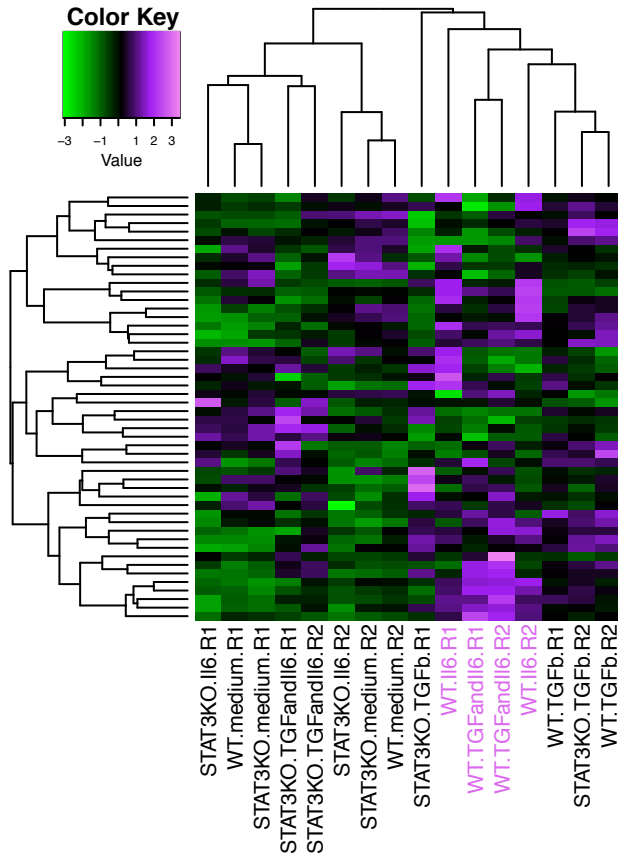 Color Key
−3 −1 1 2 3
Value
STAT3KO.Il6.R1
WT.medium.R1
STAT3KO.medium.R1
STAT3KO.TGFandIl6.R1
STAT3KO.TGFandIl6.R2
STAT3KO.Il6.R2
STAT3KO.medium.R2
WT.medium.R2
STAT3KO.TGFb.R1
WT.Il6.R1
WT.TGFandIl6.R1
WT.TGFandIl6.R2
WT.Il6.R2
WT.TGFb.R1
STAT3KO.TGFb.R2
WT.TGFb.R2